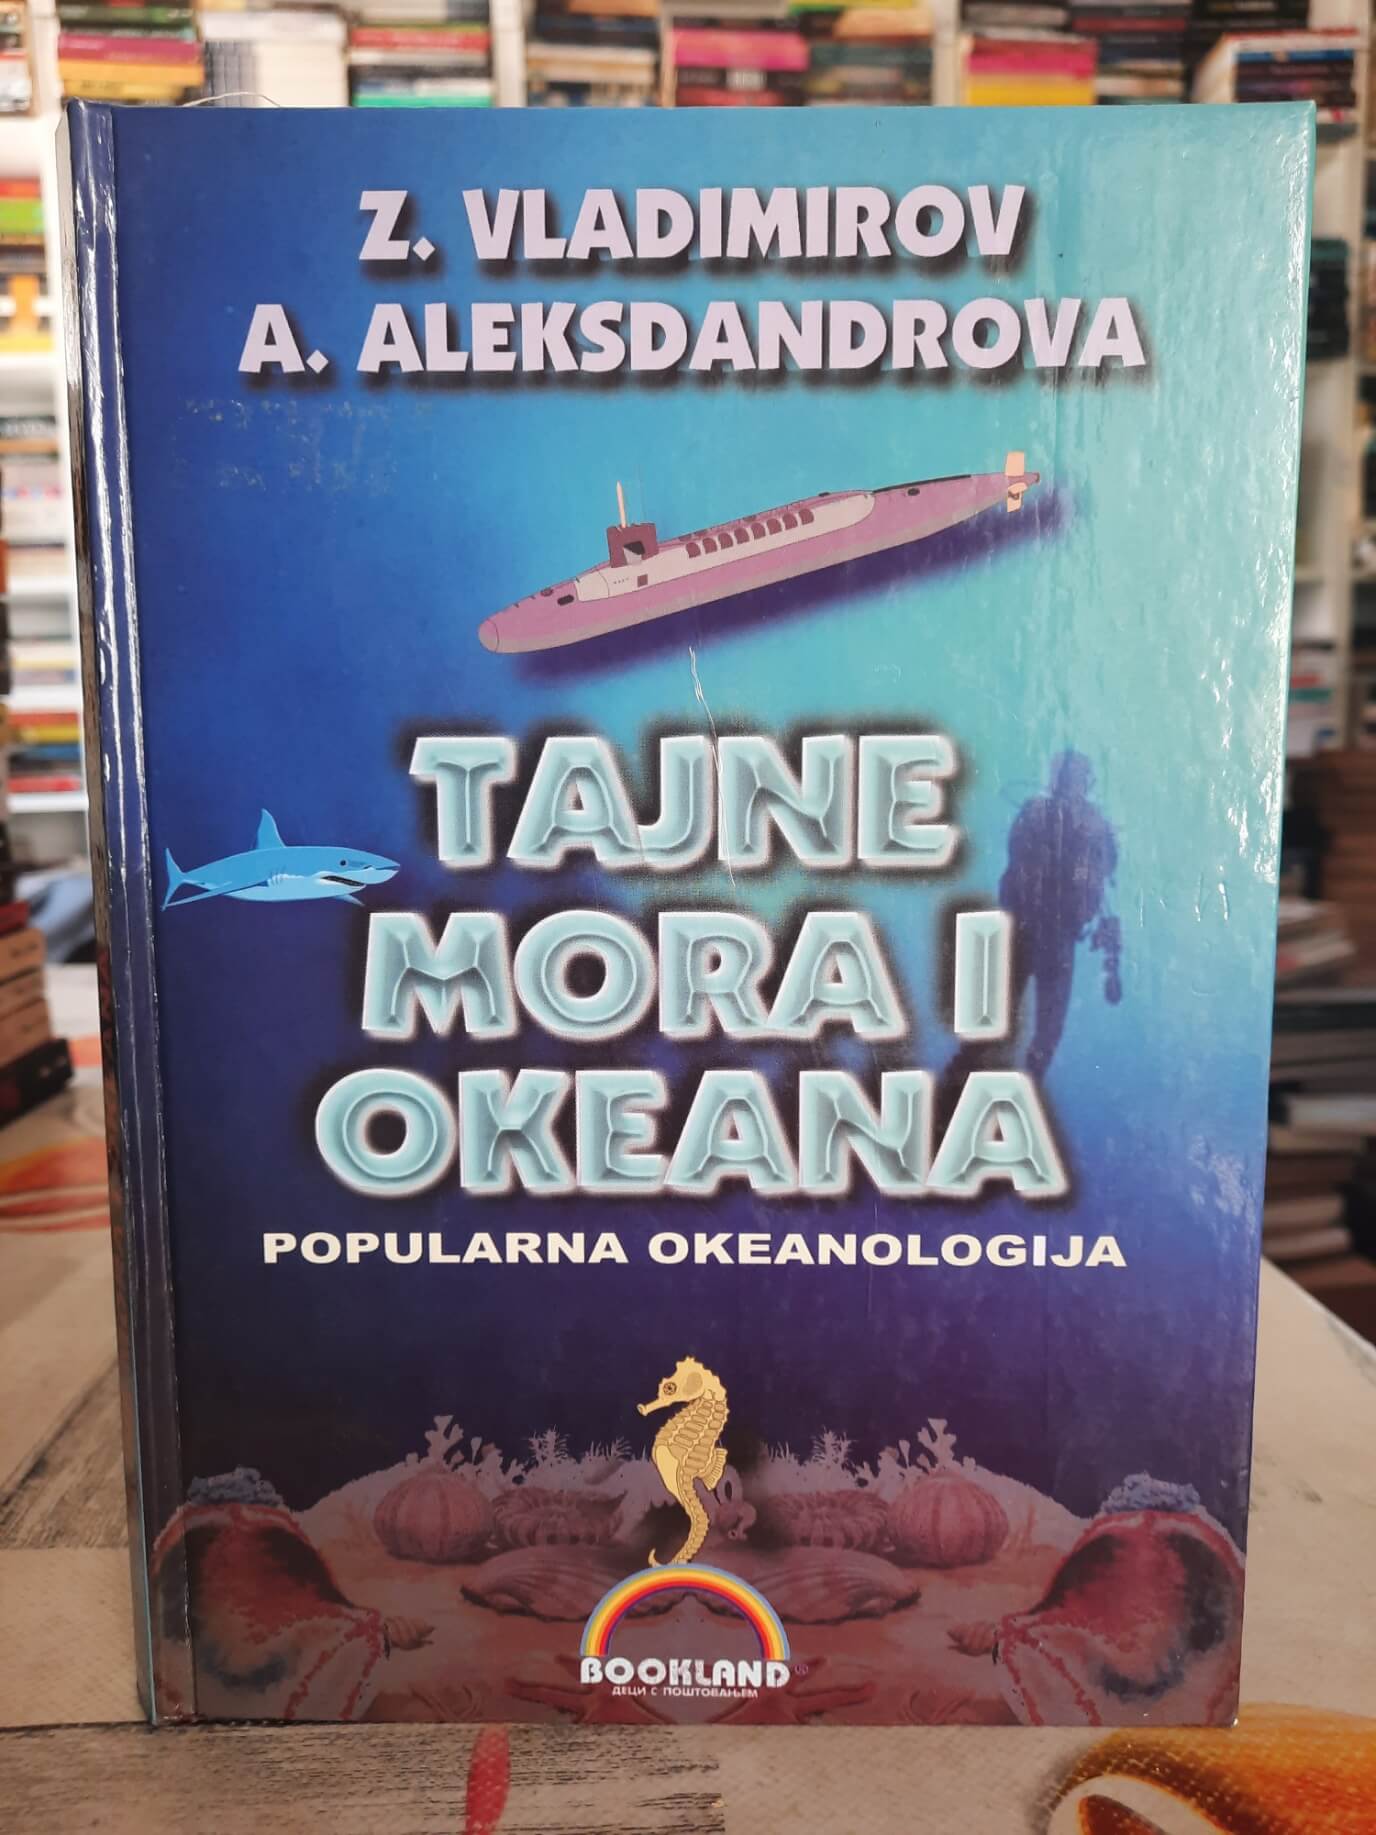 Z. VLADIMIROV
A. ALEKSDANDROVA
TAJNE
MORA I
OKEANA
POPULARNA OKEANOLOGIJA
BOOKLAND
ДЕЦИ С ПОШТОВАЊЕМ